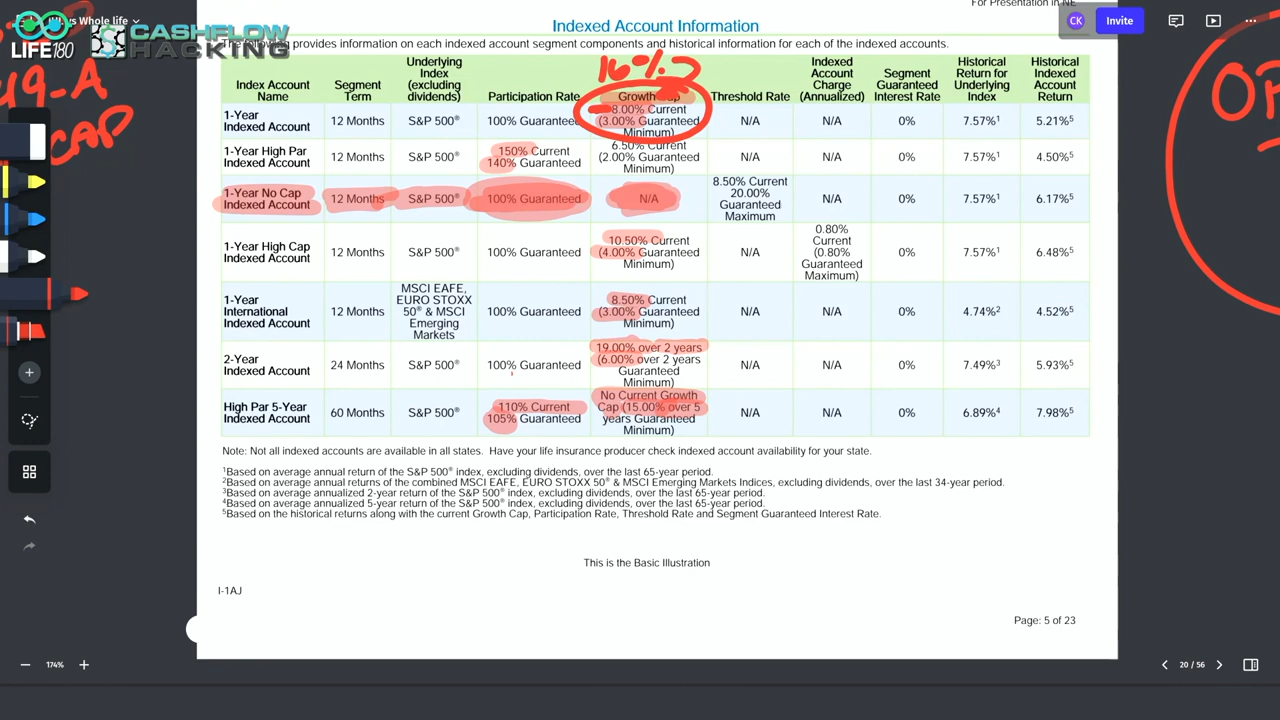 For Presentation in NE
Whole life
LIFE180
CASHFLOW
HACKING
CK
Invite
Indexed Account Information
The following provides information on each indexed account segment components and historical information for each of the indexed accounts.
16%?
49-A
CAP
OP
Index Account Name
Segment Term
Underlying Index (excluding dividends)
Participation Rate
Growth Cap
Threshold Rate
Indexed Account Charge (Annualized)
Segment Guaranteed Interest Rate
Historical Return for Underlying Index
Historical Indexed Account Return
1-Year Indexed Account
12 Months
S&P 500®
100% Guaranteed
8.00% Current (3.00% Guaranteed Minimum)
N/A
N/A
0%
7.57%1
5.21%5
1-Year High Par Indexed Account
12 Months
S&P 500®
150% Current 140% Guaranteed
6.50% Current (2.00% Guaranteed Minimum)
N/A
N/A
0%
7.57%1
4.50%5
1-Year No Cap Indexed Account
12 Months
S&P 500®
100% Guaranteed
N/A
8.50% Current 20.00% Guaranteed Maximum
N/A
0%
7.57%1
6.17%5
1-Year High Cap Indexed Account
12 Months
S&P 500®
100% Guaranteed
10.50% Current (4.00% Guaranteed Minimum)
N/A
0.80% Current (0.80% Guaranteed Maximum)
0%
7.57%1
6.48%5
1-Year International Indexed Account
12 Months
MSCI EAFE, EURO STOXX 50® & MSCI Emerging Markets
100% Guaranteed
8.50% Current (3.00% Guaranteed Minimum)
N/A
N/A
0%
4.74%2
4.52%5
2-Year Indexed Account
24 Months
S&P 500®
100% Guaranteed
19.00% over 2 years (6.00% over 2 years Guaranteed Minimum)
N/A
N/A
0%
7.49%3
5.93%5
High Par 5-Year Indexed Account
60 Months
S&P 500®
110% Current 105% Guaranteed
No Current Growth Cap (15.00% over 5 years Guaranteed Minimum)
N/A
N/A
0%
6.89%4
7.98%5
Note: Not all indexed accounts are available in all states. Have your life insurance producer check indexed account availability for your state.
1Based on average annual return of the S&P 500® index, excluding dividends, over the last 65-year period.
2Based on average annual returns of the combined MSCI EAFE, EURO STOXX 50® & MSCI Emerging Markets Indices, excluding dividends, over the last 34-year period.
3Based on average annualized 2-year return of the S&P 500® index, excluding dividends, over the last 65-year period.
4Based on average annualized 5-year return of the S&P 500® index, excluding dividends, over the last 65-year period.
5Based on the historical returns along with the current Growth Cap, Participation Rate, Threshold Rate and Segment Guaranteed Interest Rate.
This is the Basic Illustration
I-1AJ
Page: 5 of 23
174%
20 / 56